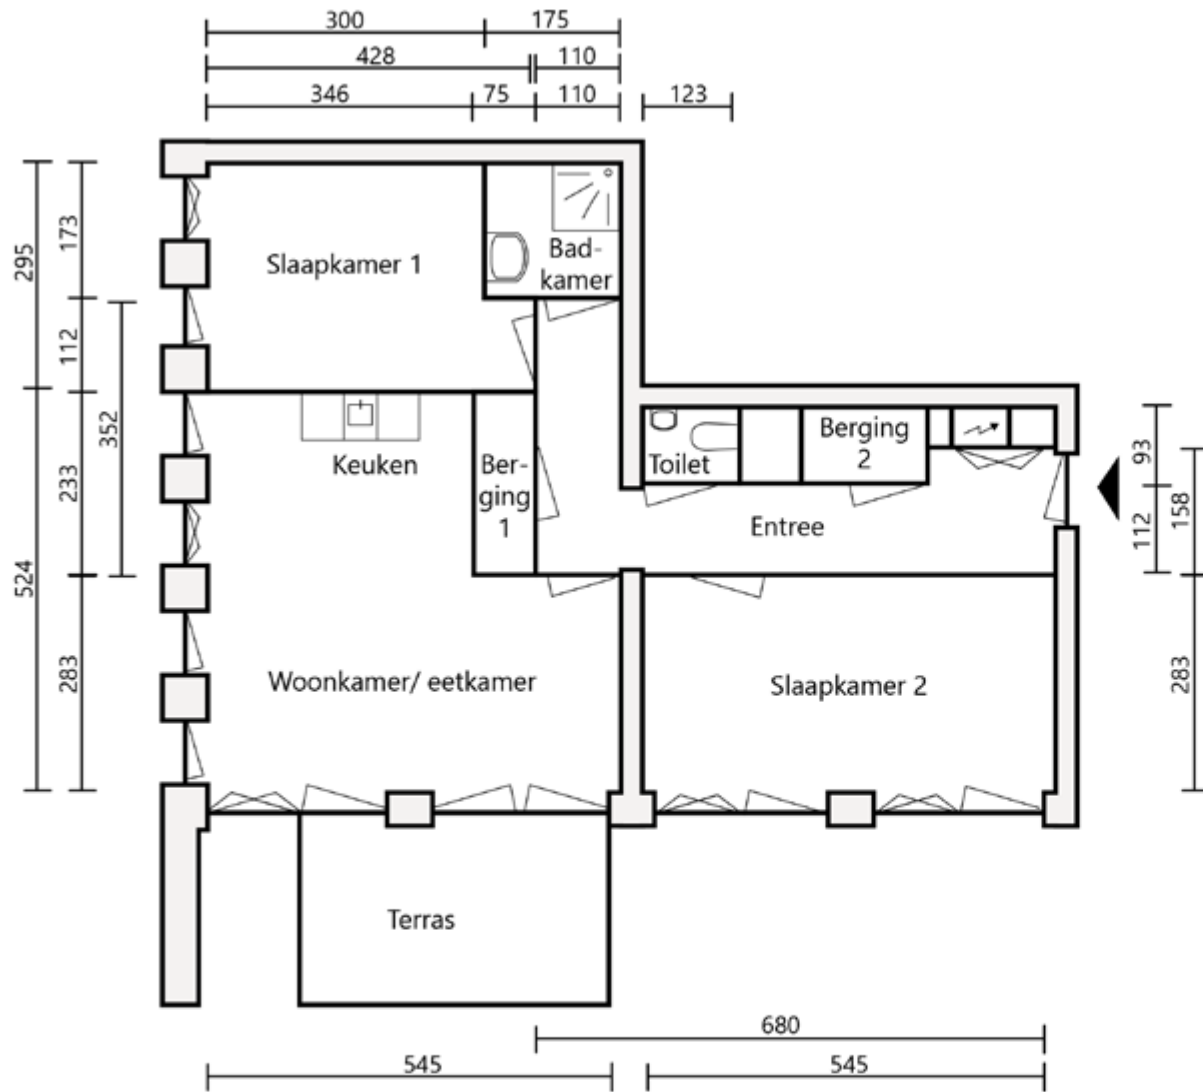 300 175
428 110
346 75 110 123
295
173
112
352
233
524
283
Slaapkamer 1
Bad-
kamer
Keuken
Ber-
ging
1
Toilet
Berging
2
Entree
93
158
112
283
Woonkamer/ eetkamer
Slaapkamer 2
Terras
680
545 545